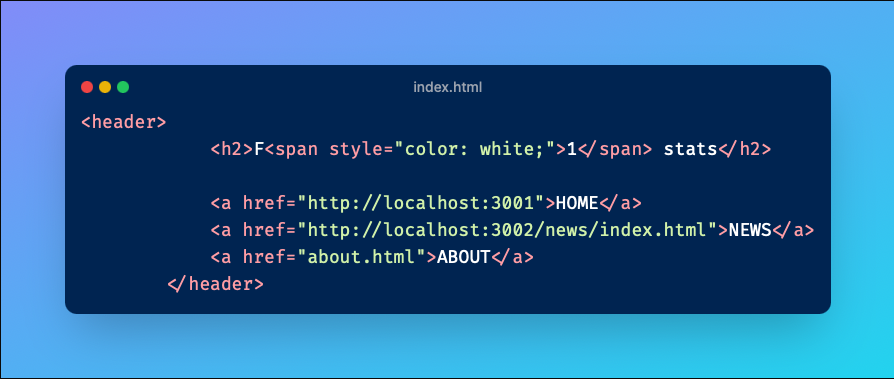 index.html
<header>
<h2>F<span style="color: white;">1</span> stats</h2>
<a href="http://localhost:3001">HOME</a>
<a href="http://localhost:3002/news/index.html">NEWS</a>
<a href="about.html">ABOUT</a>
</header>